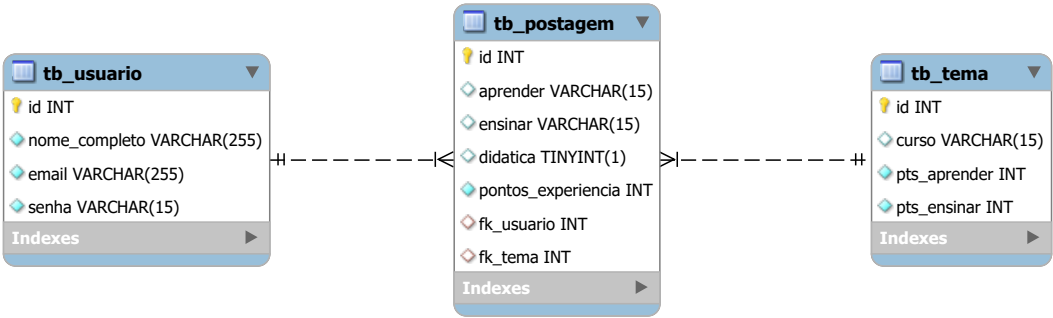 tb_usuario
id INT
nome_completo VARCHAR(255)
email VARCHAR(255)
senha VARCHAR(15)
Indexes
tb_postagem
id INT
aprender VARCHAR(15)
ensinar VARCHAR(15)
didatica TINYINT(1)
pontos_experiencia INT
fk_usuario INT
fk_tema INT
Indexes
tb_tema
id INT
curso VARCHAR(15)
pts_aprender INT
pts_ensinar INT
Indexes